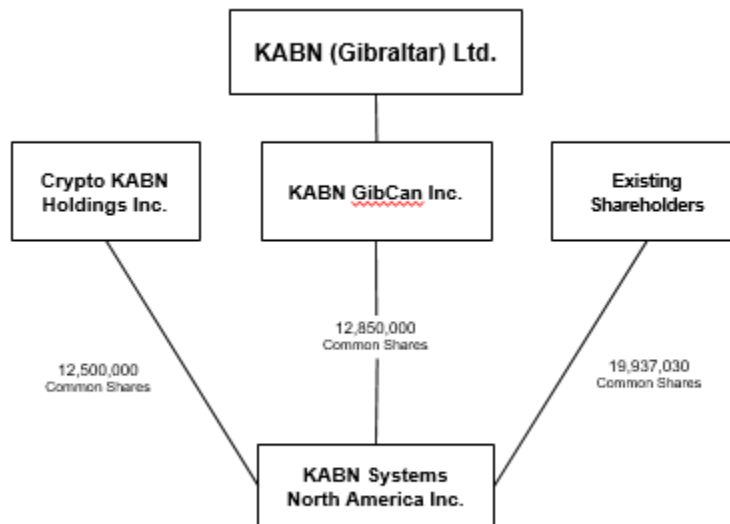 KABN (Gibraltar) Ltd.
Crypto KABN
Holdings Inc.
KABN GibCan Inc.
Existing
Shareholders
12,850,000
Common Shares
12,500,000
Common Shares
19,937,030
Common Shares
KABN Systems
North America Inc.